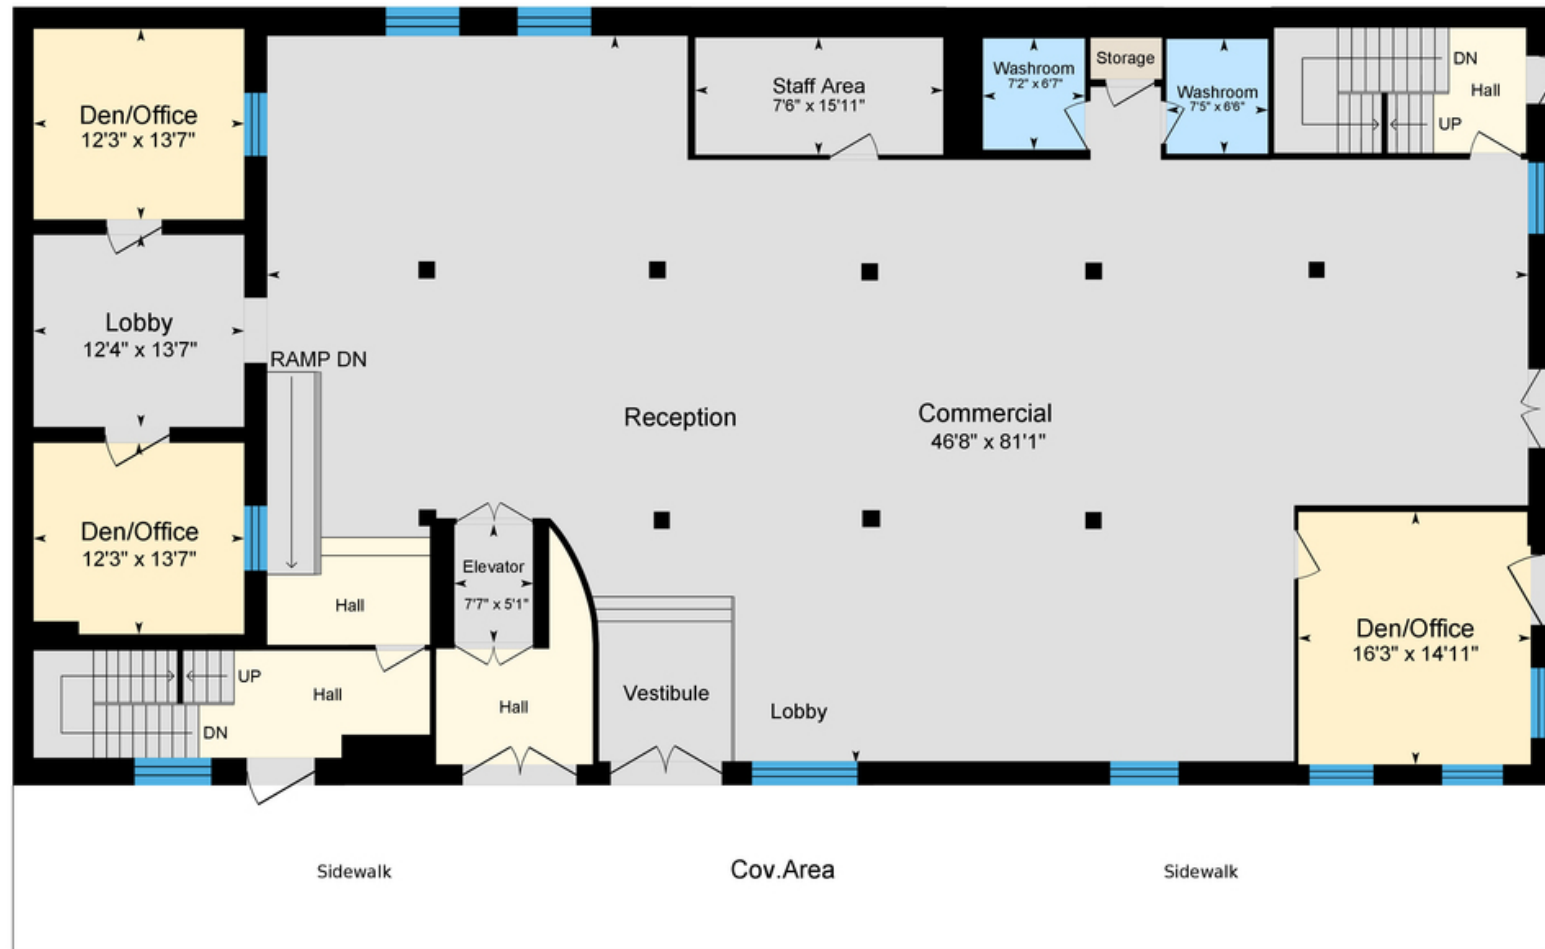 Den/Office
12'3" x 13'7"
Staff Area
7'6" x 15'11"
Washroom
7'2" x 6'7"
Storage
Washroom
7'5" x 6'6"
DN
Hall
UP
Lobby
12'4" x 13'7"
RAMP DN
Reception
Commercial
46'8" x 81'1"
Den/Office
12'3" x 13'7"
Elevator
7'7" x 5'1"
Hall
Den/Office
16'3" x 14'11"
UP
Hall
DN
Hall
Vestibule
Lobby
Sidewalk
Cov.Area
Sidewalk